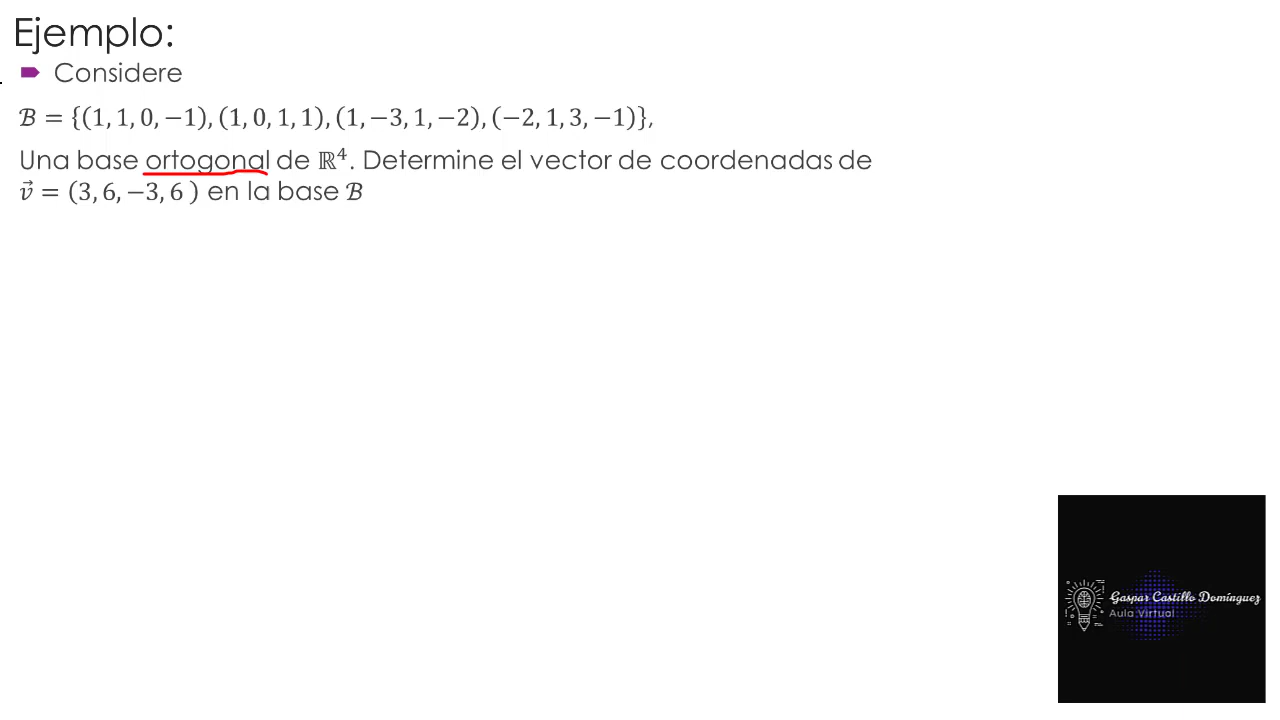 Ejemplo:
Considere
ℬ = {(1, 1, 0, −1), (1, 0, 1, 1), (1, −3, 1, −2), (−2, 1, 3, −1)},
Una base ortogonal de ℝ⁴. Determine el vector de coordenadas de
v⃗ = (3, 6, −3, 6 ) en la base ℬ
Gaspar Castillo Domínguez
Aula Virtual